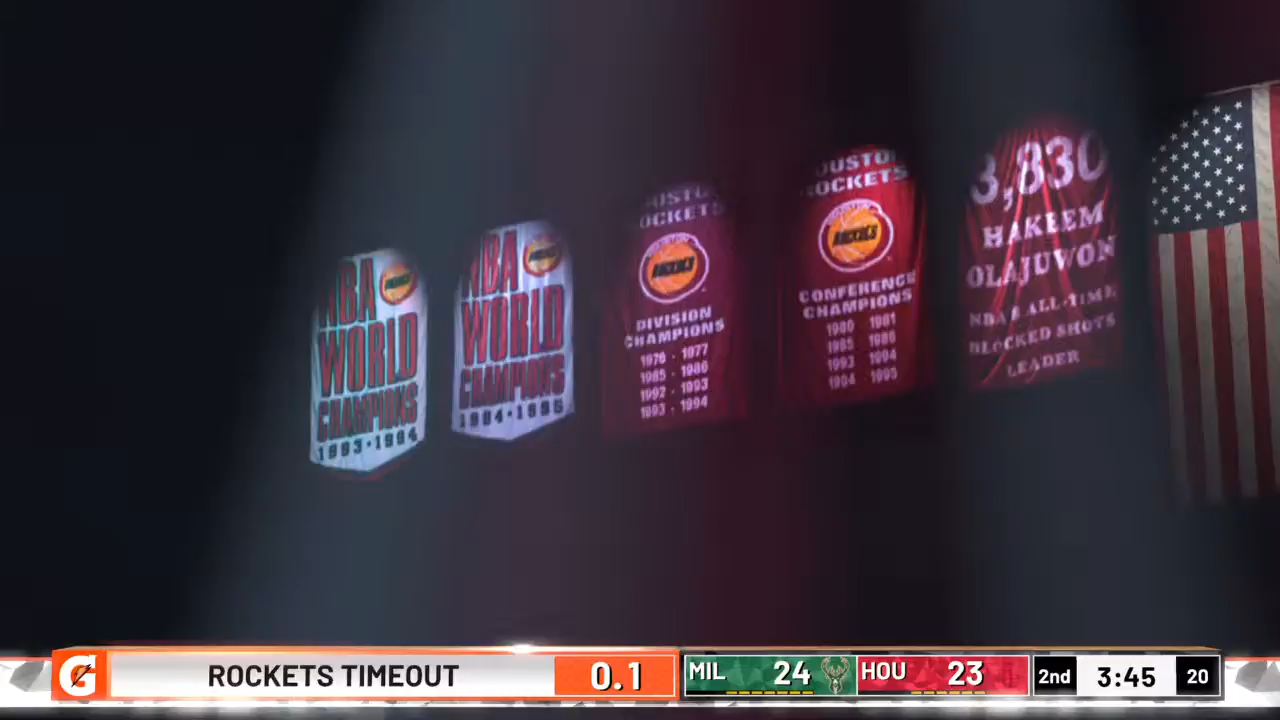 NBA
WORLD
CHAMPIONS
1993·1994
NBA
WORLD
CHAMPIONS
1994·1995
ROCKETS
DIVISION
CHAMPIONS
1976 · 1977
1985 · 1986
1992 · 1993
1993 · 1994
HOUSTON
ROCKETS
ROCKETS
CONFERENCE
CHAMPIONS
1980 1981
1985 1986
1993 1994
1994 1995
3,830
HAKEEM
OLAJUWON
NBA ALL-TIME
BLOCKED SHOTS
LEADER
G ROCKETS TIMEOUT 0.1 MIL 24 HOU 23 2nd 3:45 20